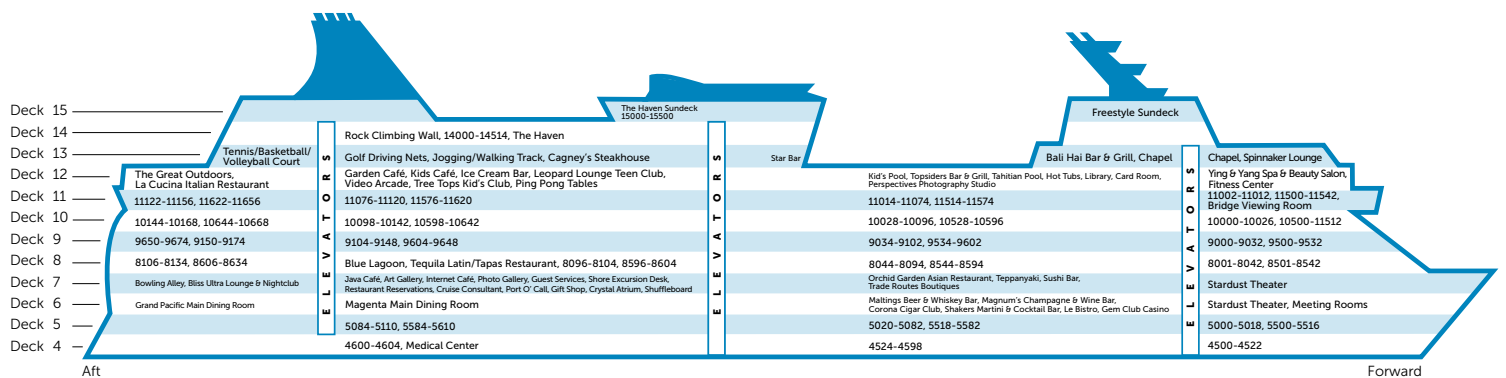 Deck 15
The Haven Sundeck
15000-15500
Freestyle Sundeck
Deck 14
Rock Climbing Wall, 14000-14514, The Haven
Deck 13
Tennis/Basketball/
Volleyball Court
Golf Driving Nets, Jogging/Walking Track, Cagney's Steakhouse
Star Bar
Bali Hai Bar & Grill, Chapel
Chapel, Spinnaker Lounge
Deck 12
The Great Outdoors,
La Cucina Italian Restaurant
Garden Café, Kids Café, Ice Cream Bar, Leopard Lounge Teen Club,
Video Arcade, Tree Tops Kid's Club, Ping Pong Tables
Kid's Pool, Topsiders Bar & Grill, Tahitian Pool, Hot Tubs, Library, Card Room,
Perspectives Photography Studio
Ying & Yang Spa & Beauty Salon,
Fitness Center
Deck 11
11122-11156, 11622-11656
11076-11120, 11576-11620
11014-11074, 11514-11574
11002-11012, 11500-11542,
Bridge Viewing Room
Deck 10
10144-10168, 10644-10668
10098-10142, 10598-10642
10028-10096, 10528-10596
10000-10026, 10500-11512
Deck 9
9650-9674, 9150-9174
9104-9148, 9604-9648
9034-9102, 9534-9602
9000-9032, 9500-9532
Deck 8
8106-8134, 8606-8634
Blue Lagoon, Tequila Latin/Tapas Restaurant, 8096-8104, 8596-8604
8044-8094, 8544-8594
8001-8042, 8501-8542
Deck 7
Bowling Alley, Bliss Ultra Lounge & Nightclub
Java Café, Art Gallery, Internet Café, Photo Gallery, Guest Services, Shore Excursion Desk,
Restaurant Reservations, Cruise Consultant, Port O' Call, Gift Shop, Crystal Atrium, Shuffleboard
Orchid Garden Asian Restaurant, Teppanyaki, Sushi Bar,
Trade Routes Boutiques
Stardust Theater
Deck 6
Grand Pacific Main Dining Room
Magenta Main Dining Room
Maltings Beer & Whiskey Bar, Magnum's Champagne & Wine Bar,
Corona Cigar Club, Shakers Martini & Cocktail Bar, Le Bistro, Gem Club Casino
Stardust Theater, Meeting Rooms
Deck 5
5084-5110, 5584-5610
5020-5082, 5518-5582
5000-5018, 5500-5516
Deck 4
4600-4604, Medical Center
4524-4598
4500-4522
ELEVATORS
ELEVATORS
ELEVATORS
Aft
Forward